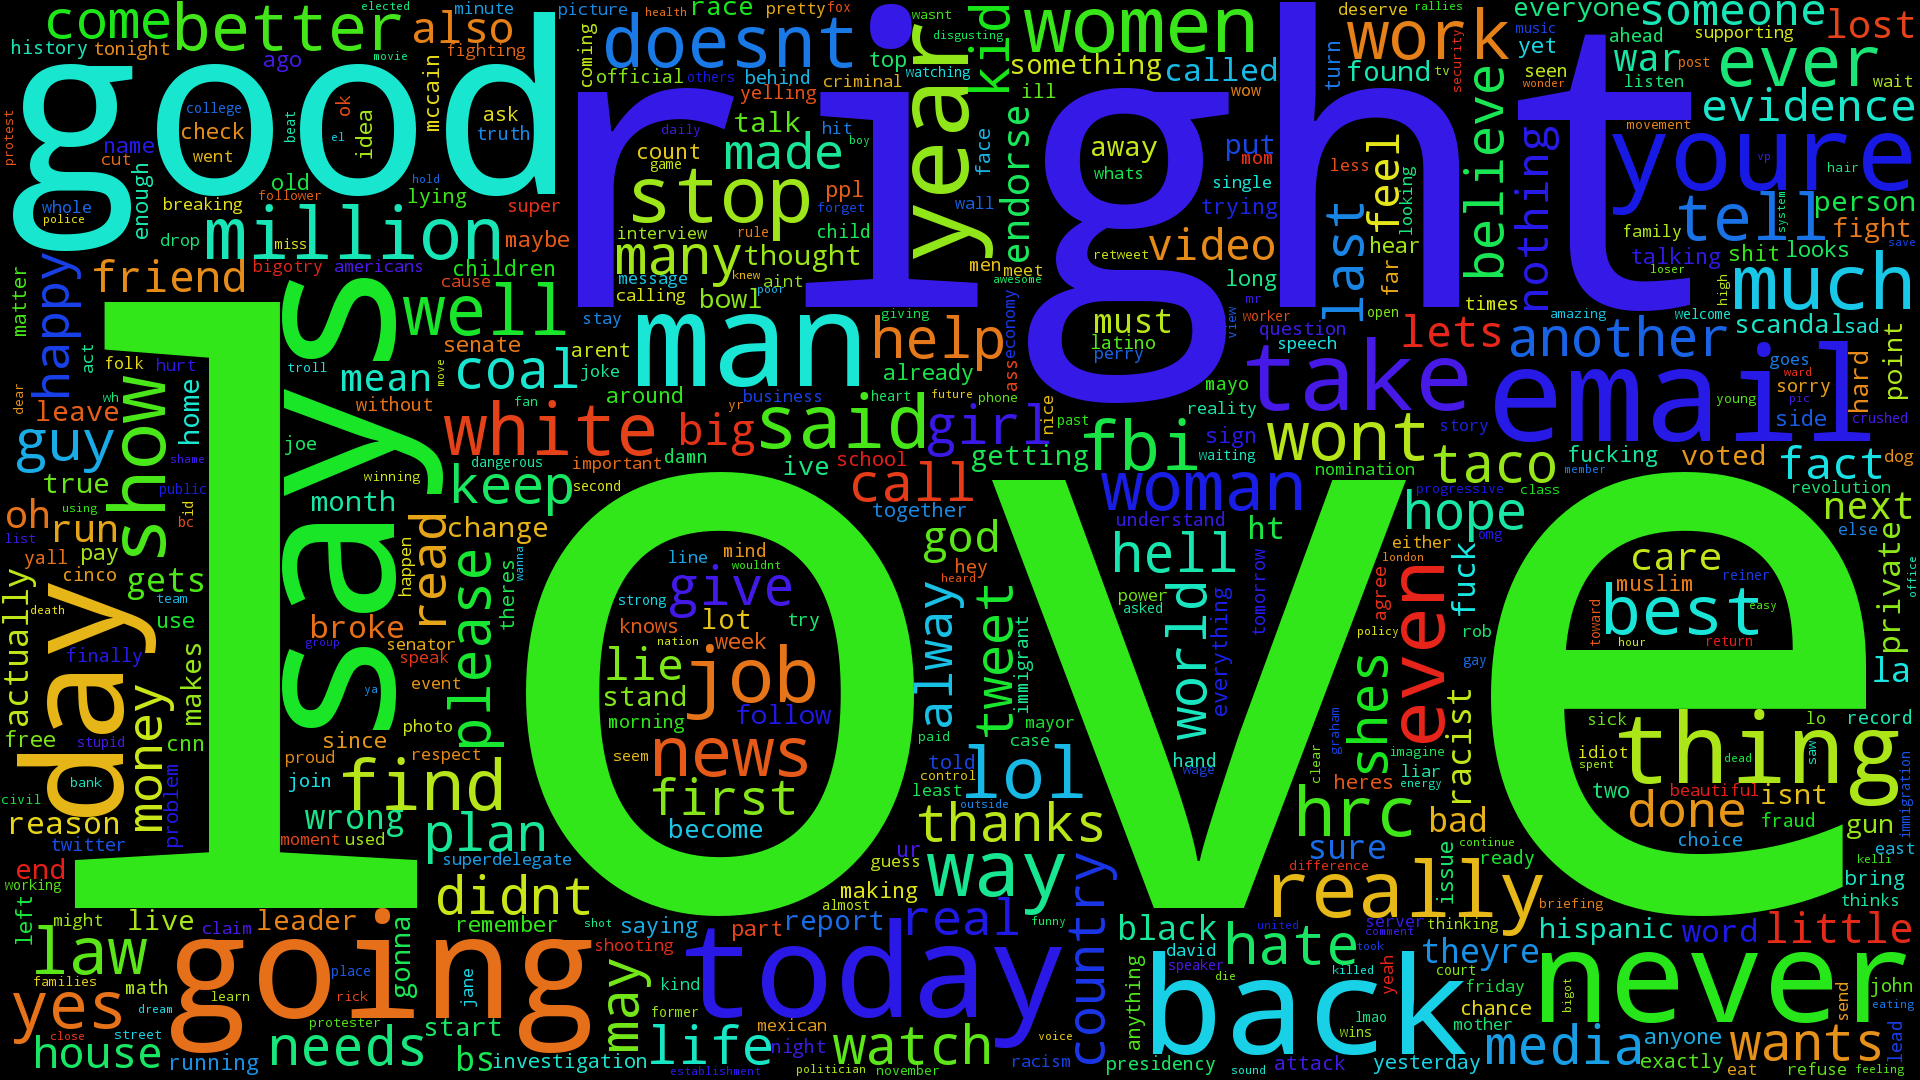 love
right
good
says
going
today
back
never
email
day
thing
man
take
youre
year
million
better
come
also
history
tonight
elected
minute
picture
health
race
pretty
fox
doesnt
women
work
everyone
someone
lost
ever
evidence
war
yet
supporting
ahead
deserve
rallies
music
turn
found
tv
security
seen
listen
post
wait
wonder
movement
vp
hair
believe
nothing
tell
person
family
system
fight
save
talking
shit
looks
loser
high
much
times
amazing
welcome
scandal
sad
another
goes
ward
sorry
pic
young
side
crushed
hard
point
story
fucking
voted
fact
dog
member
revolution
else
next
private
office
care
muslim
reiner
best
easy
toward
hour
return
la
sick
lo
record
idiot
spent
dead
saw
two
beautiful
isnt
done
fraud
choice
gun
immigration
east
continue
ready
kelli
bring
thinks
really
issue
briefing
hispanic
word
little
theyre
thinking
court
friday
chance
mother
bigot
send
john
eating
media
anyone
exactly
wants
eat
refuse
lead
feeling
ago
fighting
movie
mccain
college
check
went
beat
ok
el
idea
ask
truth
protest
name
cut
enough
whole
police
old
follower
hold
lying
breaking
super
drop
miss
maybe
bigotry
americans
children
cause
friend
matter
happy
well
coming
official
others
behind
top
criminal
yelling
wasnt
disgusting
watching
kid
something
called
ill
wow
daily
talk
hit
boy
count
game
made
stop
ppl
forget
interview
rule
child
many
thought
message
knew
aint
poor
calling
bowl
face
wall
men
meet
awesome
endorse
away
whats
put
mom
single
trying
less
video
retweet
long
last
feel
looking
hear
far
mr
worker
open
view
question
speech
lets
must
latino
perry
economy
ass
giving
stay
help
already
senate
arent
coal
joke
mean
move
around
business
heart
future
phone
mayo
reality
nice
past
sign
waiting
wont
taco
fbi
getting
nomination
girl
said
big
yr
white
fan
without
dangerous
important
damn
ive
school
second
call
together
keep
woman
understand
progressive
class
hope
ht
omg
either
london
hell
god
hey
heard
act
folk
hurt
troll
dear
wh
leave
guy
show
home
joe
shame
true
winning
public
using
id
bc
month
oh
run
list
yall
pay
cinco
gets
team
use
actually
death
finally
broke
group
senator
speak
read
happen
change
please
theres
wanna
line
mind
wouldnt
strong
give
knows
lot
try
week
nation
lie
job
stand
morning
follow
seem
news
first
become
alway
tweet
immigrant
power
asked
world
everything
tomorrow
policy
agree
even
fuck
rob
gay
mayor
case
paid
hand
wage
told
control
least
outside
lol
thanks
graham
clear
shes
imagine
liar
heres
energy
racist
hrc
bad
sure
difference
money
makes
free
stupid
cnn
bank
civil
reason
problem
twitter
end
working
since
proud
join
photo
event
respect
ya
find
wrong
moment
used
plan
superdelegate
ur
guess
way
didnt
making
almost
left
might
live
claim
leader
gonna
law
families
math
place
rick
learn
dream
yes
close
street
house
running
protester
needs
remember
shot
saying
shooting
jane
start
bs
investigation
may
kind
former
life
part
report
real
funny
mexican
night
establishment
politician
november
voice
watch
racism
country
black
david
speaker
die
anything
presidency
sound
attack
hate
united
server
comment
took
killed
yeah
lmao
wins
yesterday